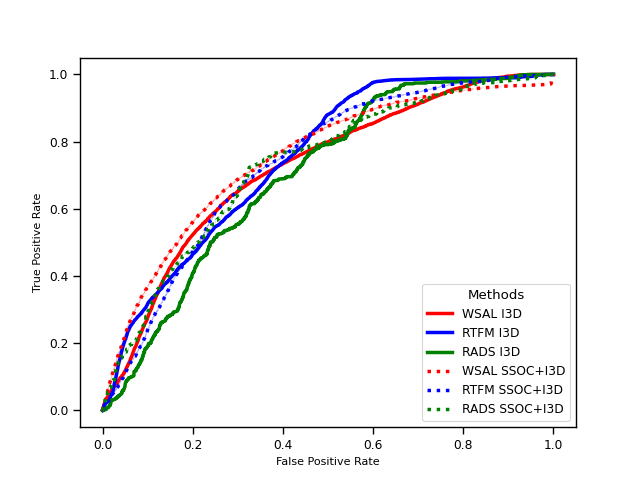 1.0
0.8
0.6
0.4
0.2
0.0
True Positive Rate
0.0 0.2 0.4 0.6 0.8 1.0
False Positive Rate
Methods
WSAL I3D
RTFM I3D
RADS I3D
WSAL SSOC+I3D
RTFM SSOC+I3D
RADS SSOC+I3D